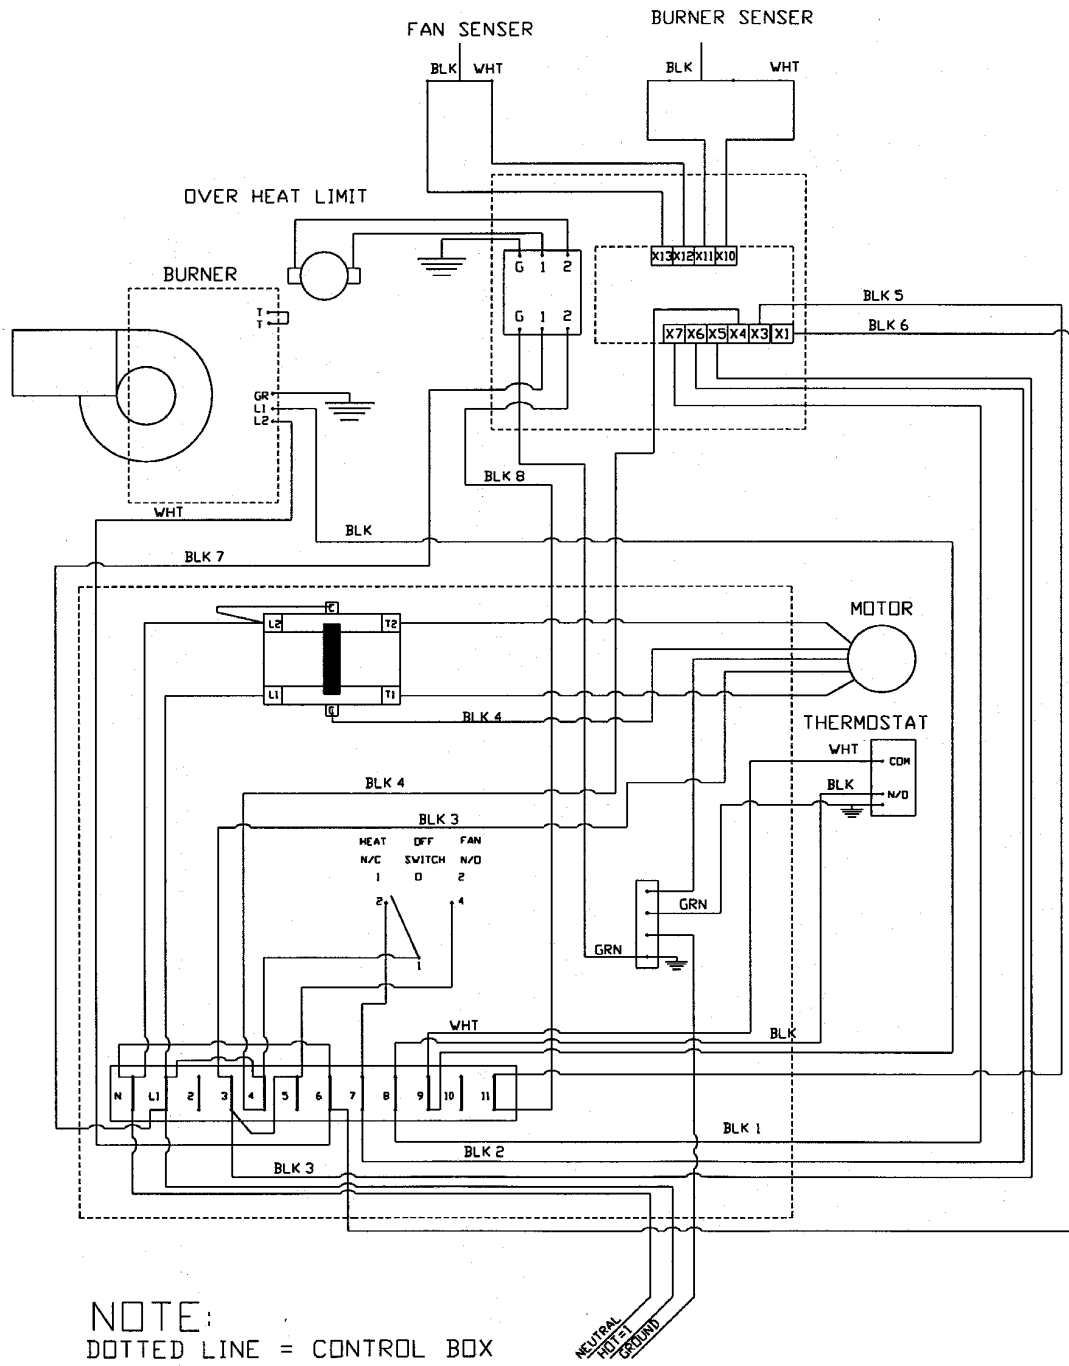 FAN SENSER
BURNER SENSER
BLK WHT
BLK WHT
OVER HEAT LIMIT
X13 X12 X11 X10
G 1 2
BURNER
T
T
BLK 5
BLK 6
G 1 2
X7 X6 X5 X4 X3 X1
GR
L1
L2
BLK 8
WHT
BLK
BLK 7
C
L2 T2
MOTOR
L1 T1
C
BLK 4
THERMOSTAT
WHT
COM
BLK 4
BLK
N/O
BLK 3
HEAT OFF FAN
N/C SWITCH N/O
1 0 2
2 4
GRN
GRN
1
WHT
BLK
N L1 2 3 4 5 6 7 8 9 10 11
BLK 1
BLK 2
BLK 3
NOTE:
DOTTED LINE = CONTROL BOX
NEUTRAL
HOT=1
GROUND